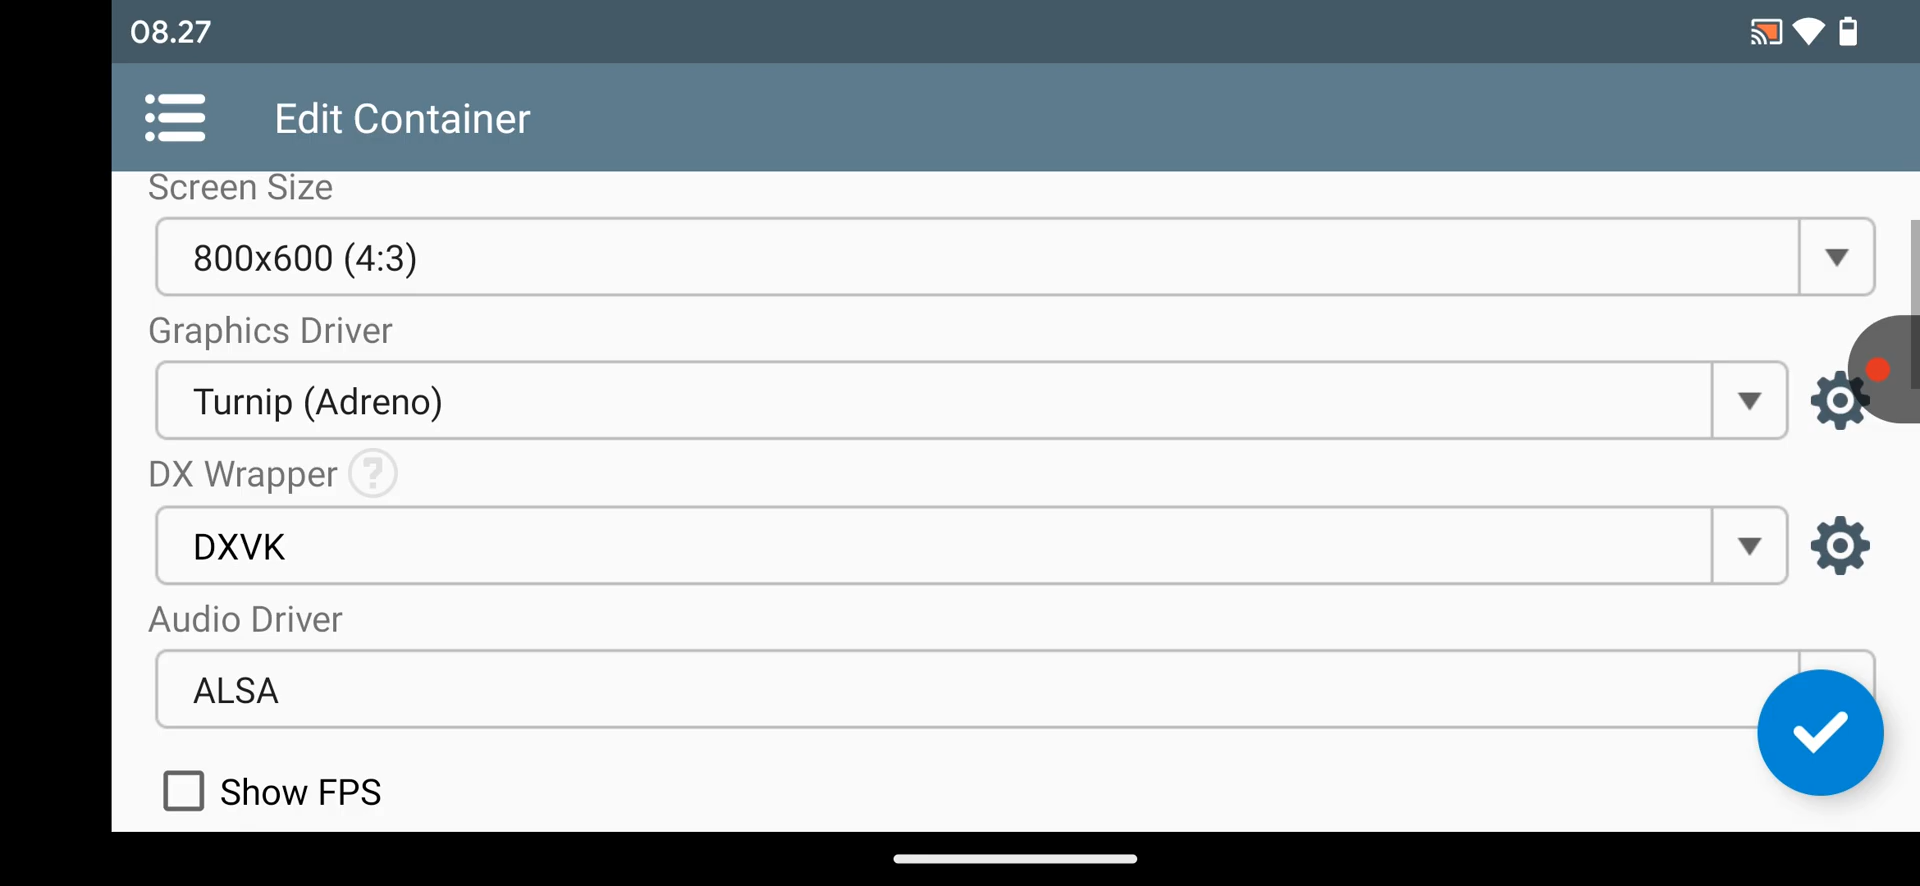 08.27
Edit Container
Screen Size
800x600 (4:3)
Graphics Driver
Turnip (Adreno)
DX Wrapper ?
DXVK
Audio Driver
ALSA
Show FPS